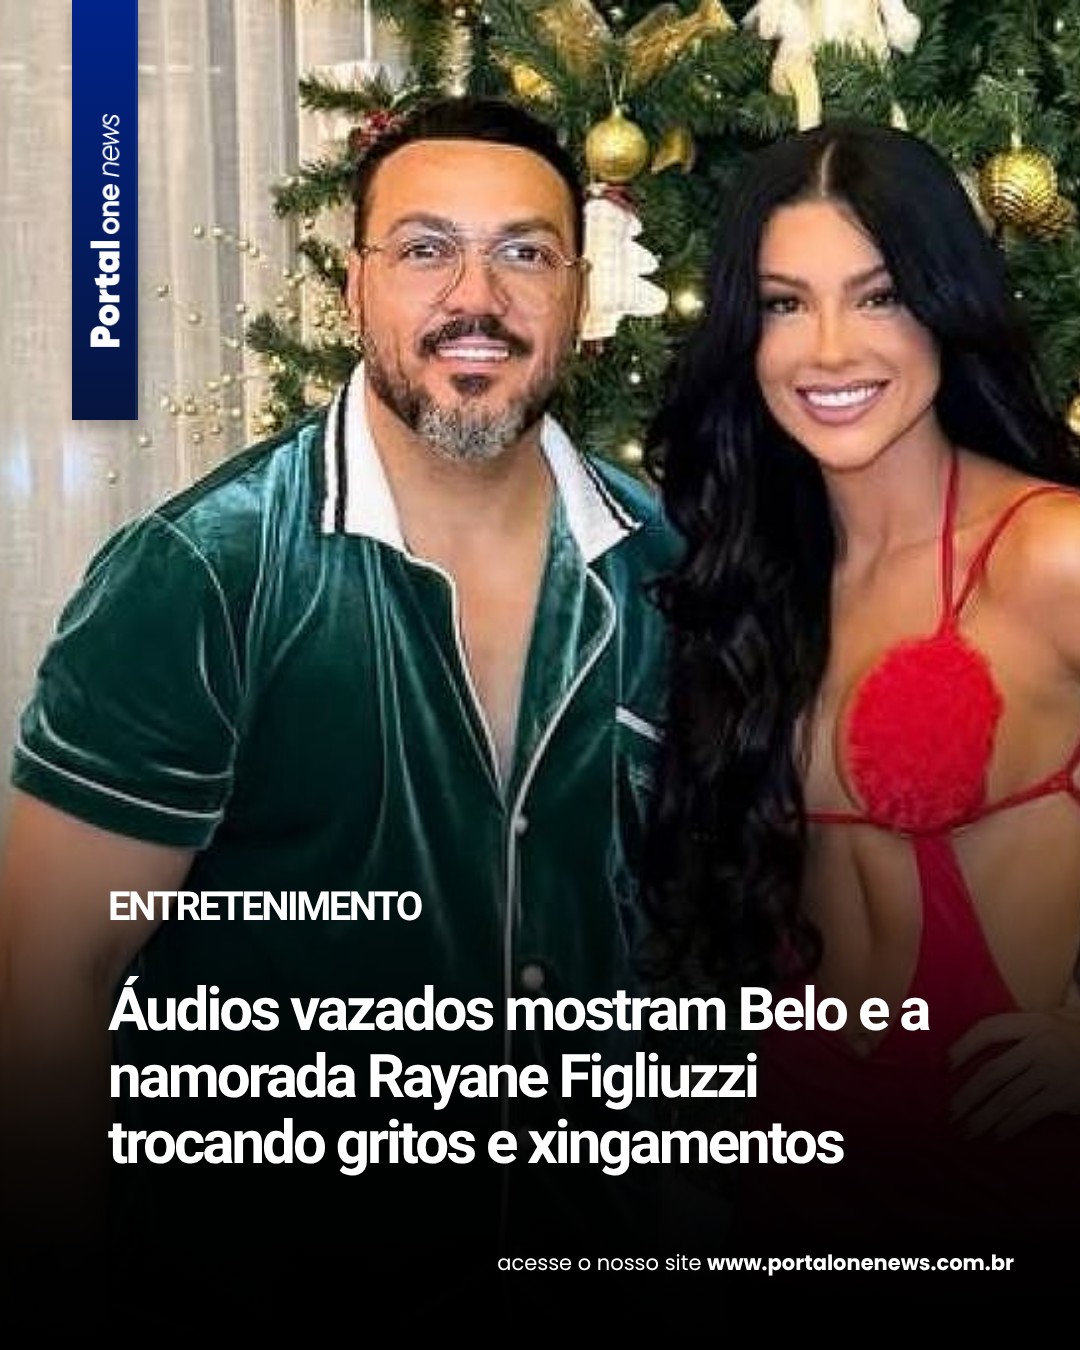 Portal one news
ENTRETENIMENTO
Áudios vazados mostram Belo e a
namorada Rayane Figliuzzi
trocando gritos e xingamentos
acesse o nosso site www.portalonenews.com.br